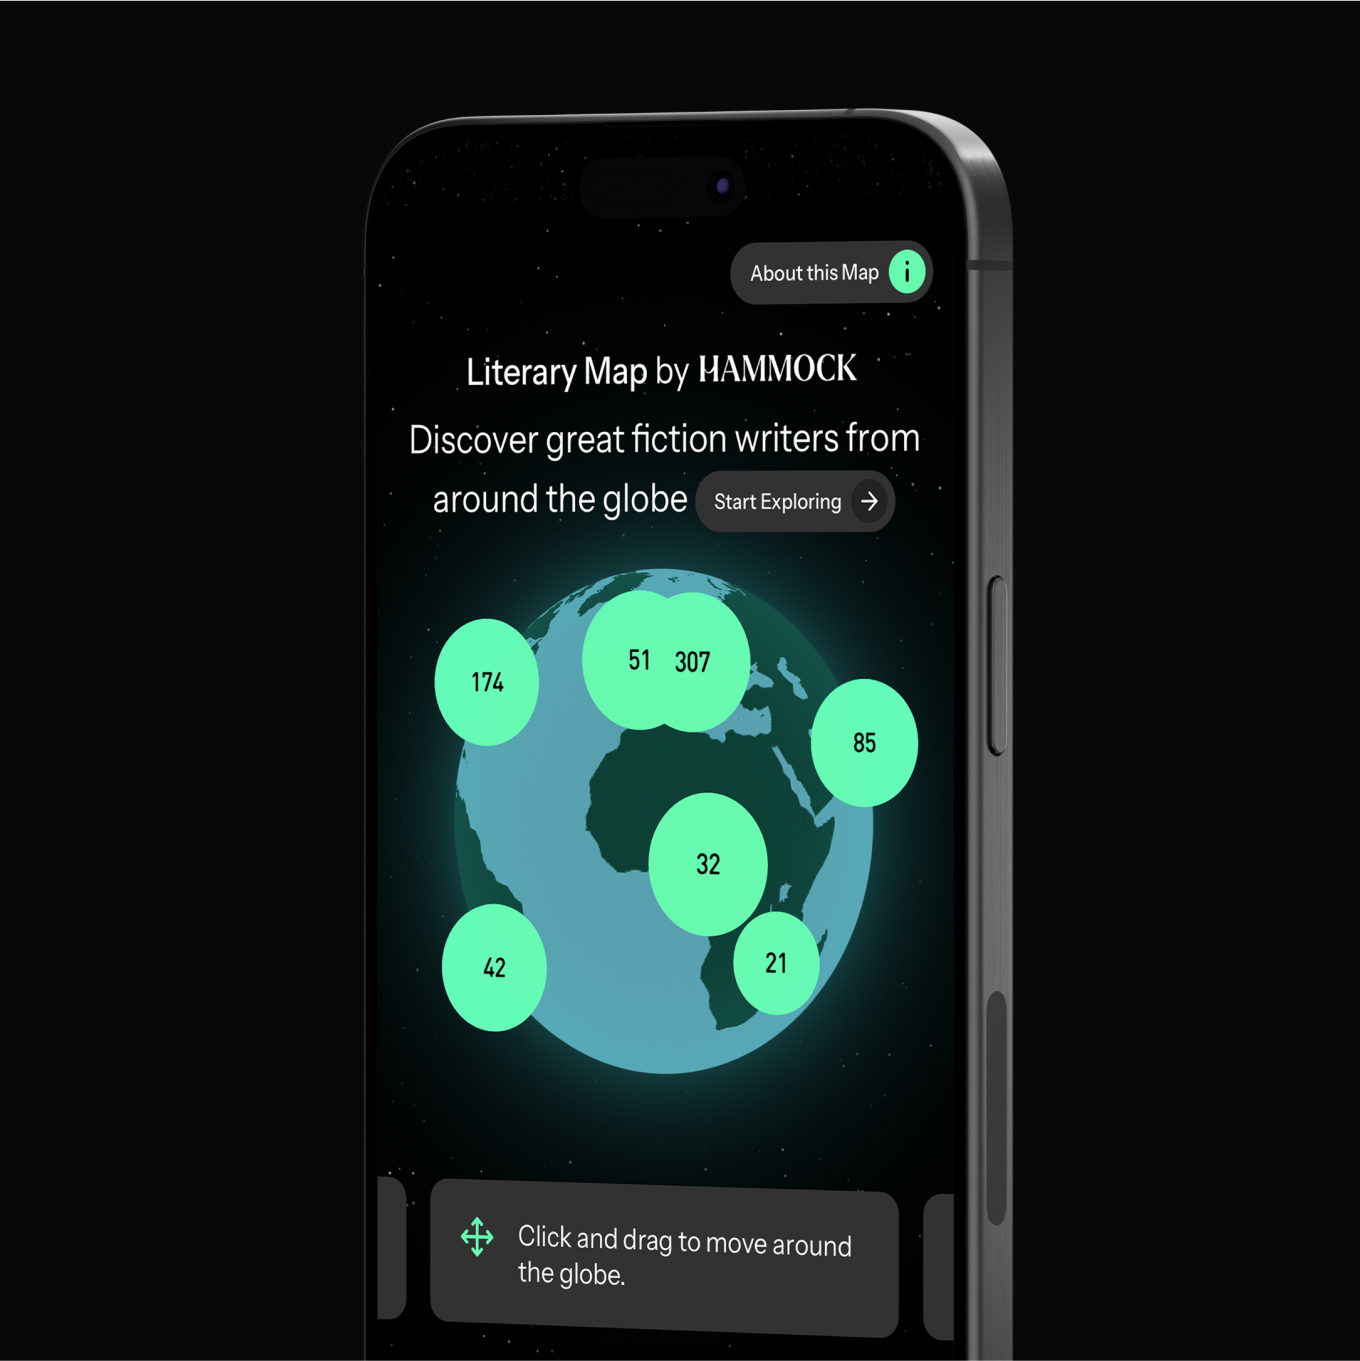 About this Map i
Literary Map by HAMMOCK
Discover great fiction writers from
around the globe Start Exploring
174
51 307
85
32
42
21
Click and drag to move around
the globe.